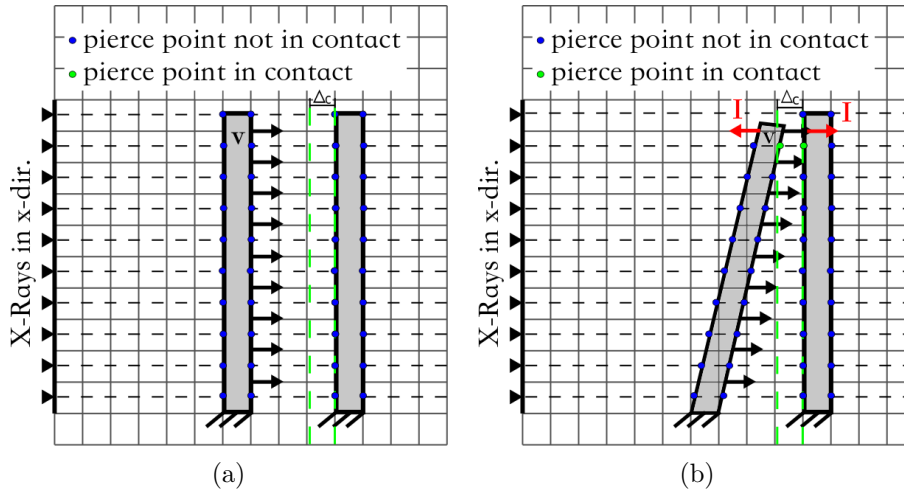 pierce point not in contact
pierce point in contact
Δc
v
X-Rays in x-dir.
(a)
pierce point not in contact
pierce point in contact
Δc
I
I
v
X-Rays in x-dir.
(b)